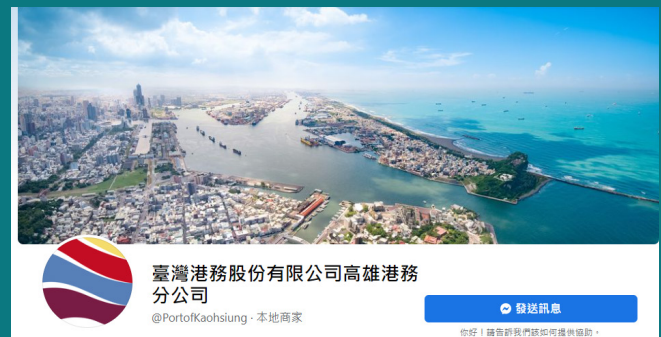 臺灣港務股份有限公司高雄港務
分公司
@PortofKaohsiung · 本地商家
發送訊息
你好！請告訴我們該如何提供協助。